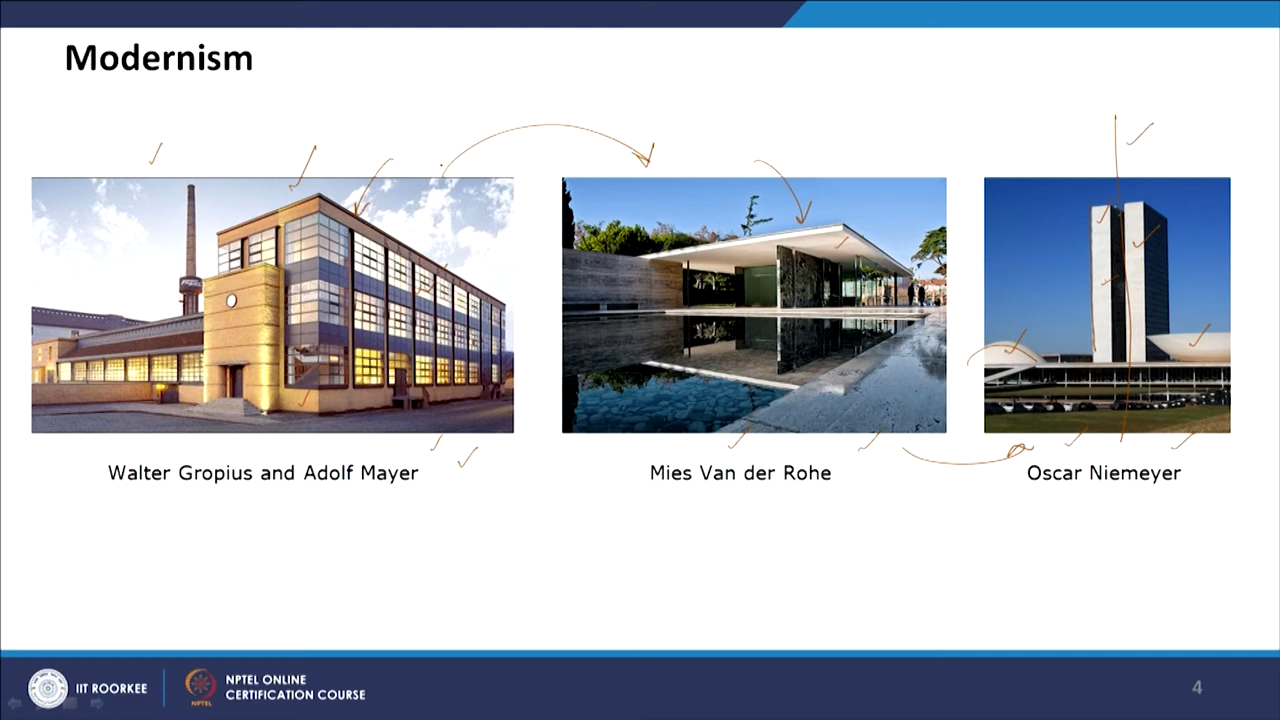 Modernism
Walter Gropius and Adolf Mayer
Mies Van der Rohe
Oscar Niemeyer
IIT ROORKEE
NPTEL ONLINE
CERTIFICATION COURSE
NPTEL
4